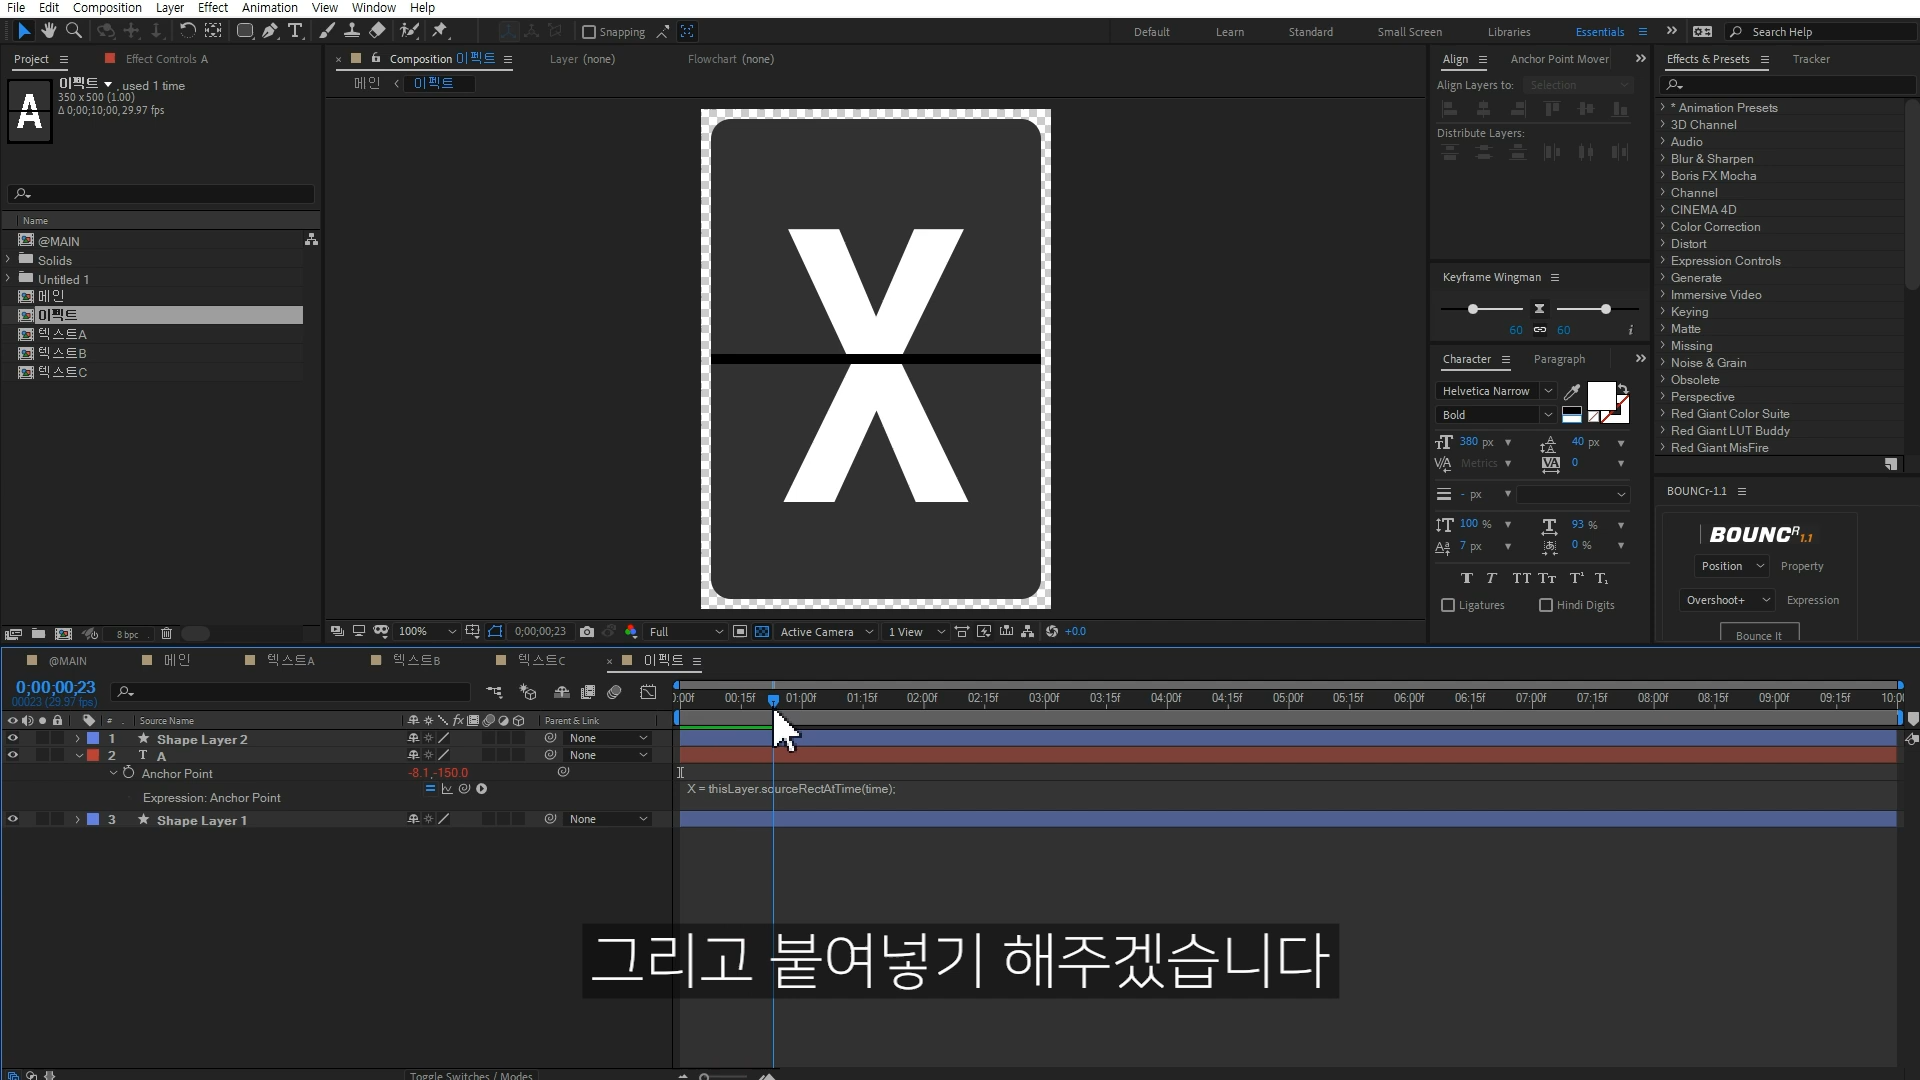 File Edit Composition Layer Effect Animation View Window Help
Snapping
Default Learn Standard Small Screen Libraries Essentials
Search Help
Project
Effect Controls A
이펙트 , used 1 time
350 x 500 (1.00)
Δ 0;00;10;00, 29.97 fps
A
Name
@MAIN
Solids
Untitled 1
메인
이펙트
텍스트A
텍스트B
텍스트C
8 bpc
Composition 이펙트
Layer (none)
Flowchart (none)
메인 이펙트
X
100%
0;00;00;23
Full
Active Camera
1 View
+0.0
Align
Anchor Point Mover
Align Layers to: Selection
Distribute Layers:
Keyframe Wingman
60 60
Character
Paragraph
Helvetica Narrow
Bold
380 px
40 px
Metrics
0
- px
100 %
93 %
7 px
0 %
Ligatures
Hindi Digits
Effects & Presets
Tracker
* Animation Presets
3D Channel
Audio
Blur & Sharpen
Boris FX Mocha
Channel
CINEMA 4D
Color Correction
Distort
Expression Controls
Generate
Immersive Video
Keying
Matte
Missing
Noise & Grain
Obsolete
Perspective
Red Giant Color Suite
Red Giant LUT Buddy
Red Giant MisFire
BOUNCr-1.1
BOUNCR 1.1
Position Property
Overshoot+ Expression
Bounce It
@MAIN 메인 텍스트A 텍스트B 텍스트C 이펙트
0;00;00;23
00023 (29.97 fps)
:00f 00:15f 01:00f 01:15f 02:00f 02:15f 03:00f 03:15f 04:00f 04:15f 05:00f 05:15f 06:00f 06:15f 07:00f 07:15f 08:00f 08:15f 09:00f 09:15f 10:0
# Source Name
Parent & Link
1 Shape Layer 2 None
2 T A None
Anchor Point -8.1,-150.0
Expression: Anchor Point
X = thisLayer.sourceRectAtTime(time);
3 Shape Layer 1 None
그리고 붙여넣기 해주겠습니다
Toggle Switches / Modes